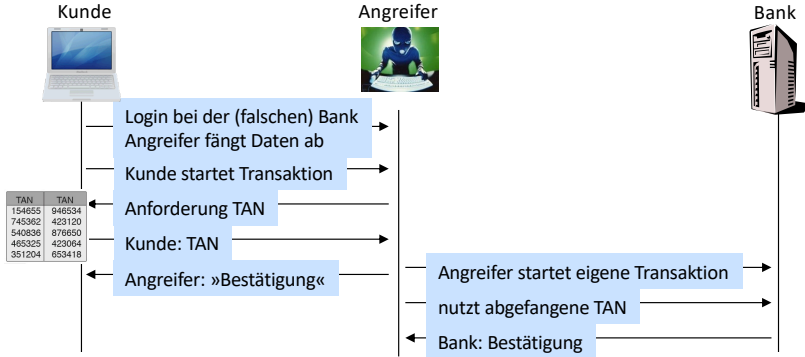 Kunde
Angreifer
Bank
Login bei der (falschen) Bank
Angreifer fängt Daten ab
Kunde startet Transaktion
Anforderung TAN
TAN TAN
154655 946534
745362 423120
540836 876650
465325 423064
351204 653418
Kunde: TAN
Angreifer: »Bestätigung«
Angreifer startet eigene Transaktion
nutzt abgefangene TAN
Bank: Bestätigung